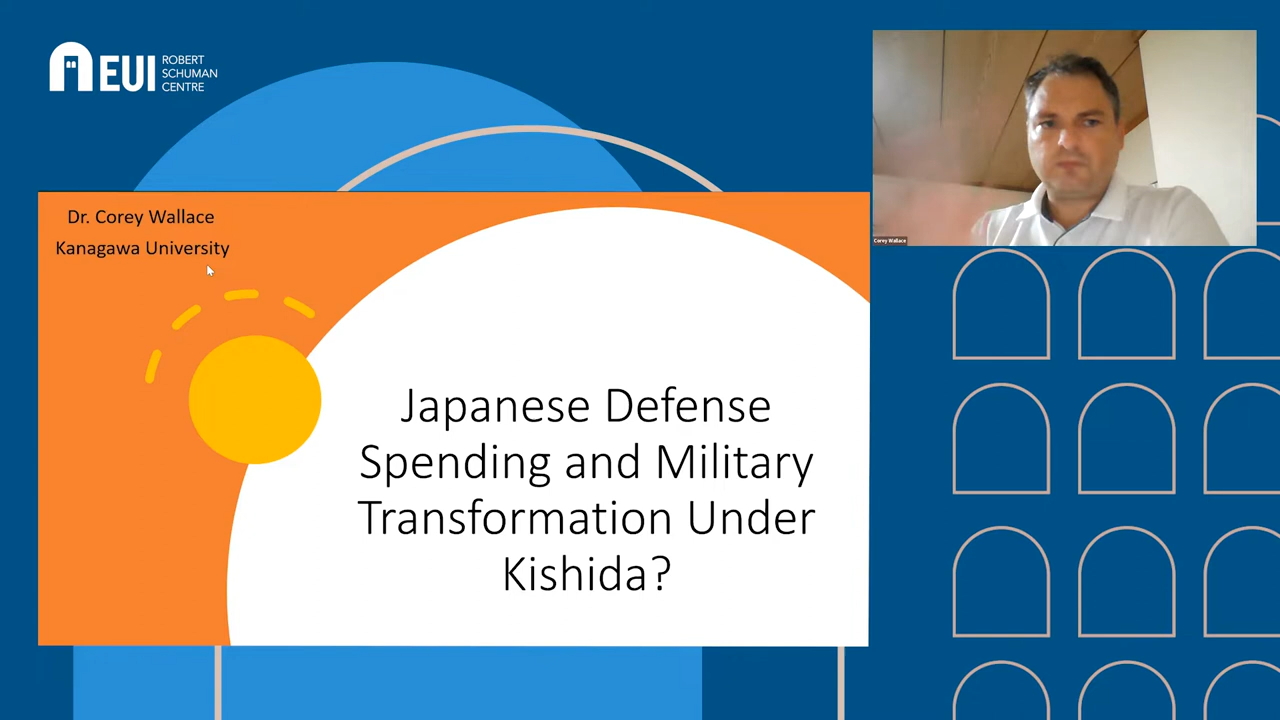 EUI
ROBERT
SCHUMAN
CENTRE
Dr. Corey Wallace
Kanagawa University
Japanese Defense
Spending and Military
Transformation Under
Kishida?
Corey Wallace